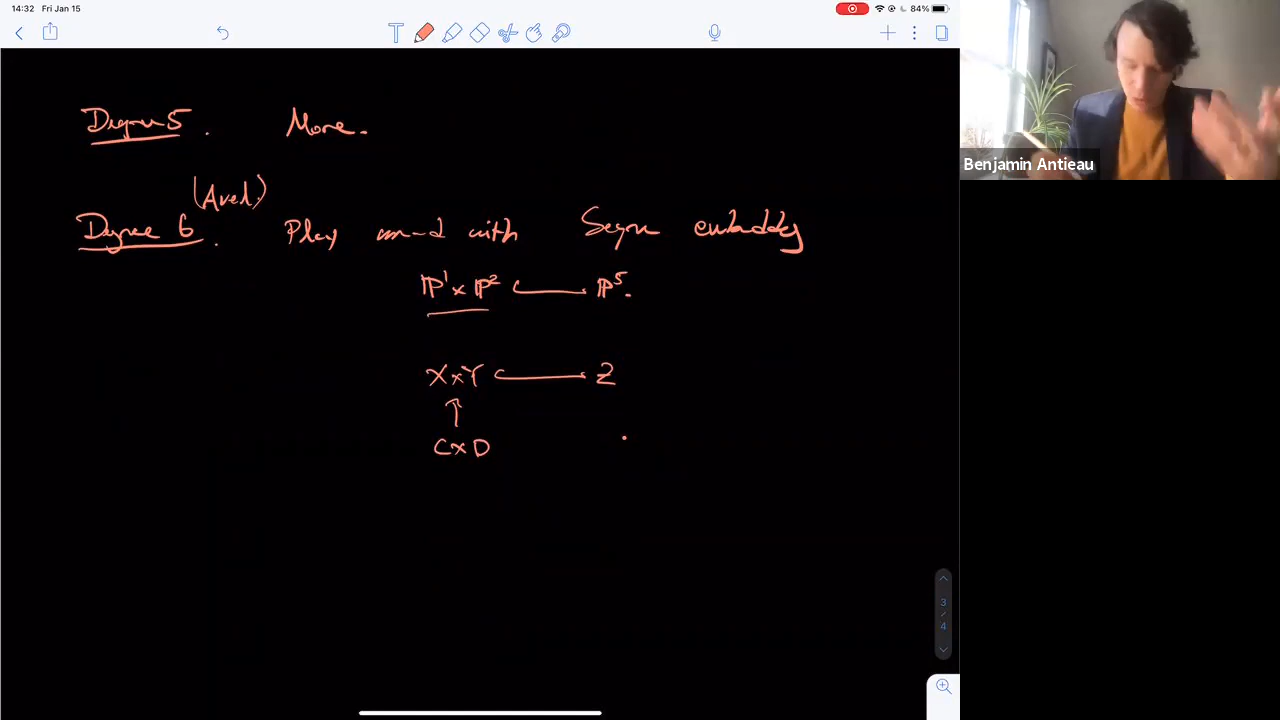 14:32 Fri Jan 15
84%
T
Degree 5. More.
(Avel)
Degree 6. Play around with Segre embedding
ℙ¹ × ℙ² ↪ ℙ⁵.
X × Y ↪ Z
↑
C × D
3
/
4
Benjamin Antieau